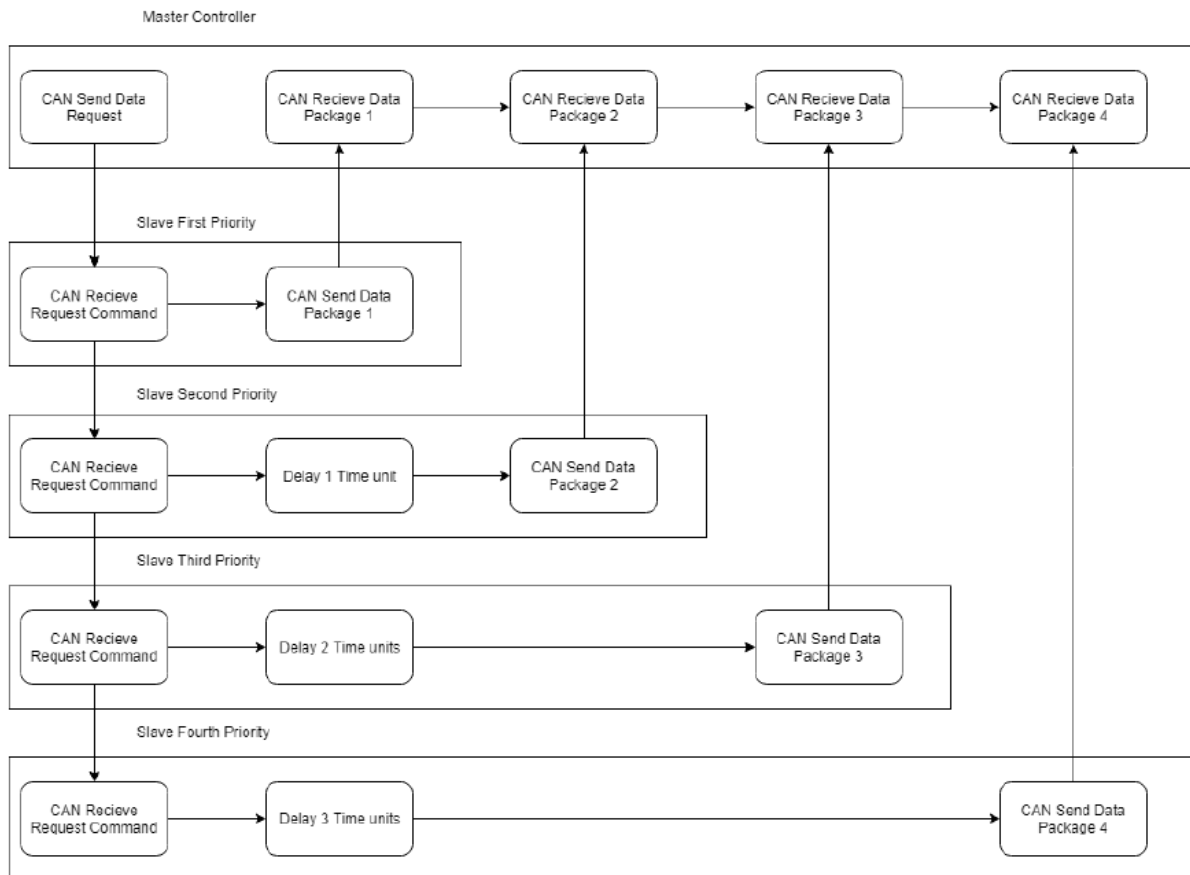 Master Controller
CAN Send Data
Request
CAN Recieve Data
Package 1
CAN Recieve Data
Package 2
CAN Recieve Data
Package 3
CAN Recieve Data
Package 4
Slave First Priority
CAN Recieve
Request Command
CAN Send Data
Package 1
Slave Second Priority
CAN Recieve
Request Command
Delay 1 Time unit
CAN Send Data
Package 2
Slave Third Priority
CAN Recieve
Request Command
Delay 2 Time units
CAN Send Data
Package 3
Slave Fourth Priority
CAN Recieve
Request Command
Delay 3 Time units
CAN Send Data
Package 4